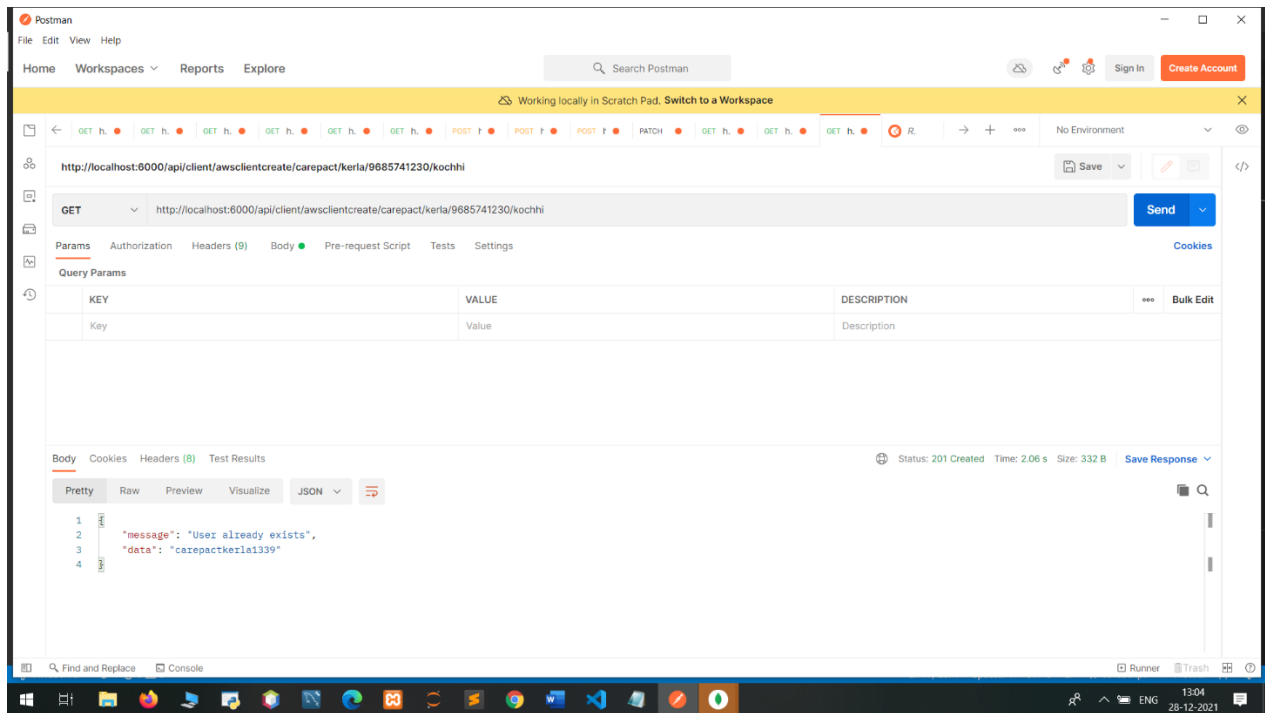 Postman
File Edit View Help
Home Workspaces Reports Explore Search Postman Sign In Create Account
Working locally in Scratch Pad. Switch to a Workspace
GET h. GET h. GET h. GET h. GET h. GET h. POST POST POST PATCH GET h. GET h. GET h. R. No Environment
http://localhost:6000/api/client/awsclientcreate/carepact/kerla/9685741230/kochhi Save
GET http://localhost:6000/api/client/awsclientcreate/carepact/kerla/9685741230/kochhi Send
Params Authorization Headers (9) Body Pre-request Script Tests Settings Cookies
Query Params
KEY VALUE DESCRIPTION Bulk Edit
Key Value Description
Body Cookies Headers (8) Test Results Status: 201 Created Time: 2.06 s Size: 332 B Save Response
Pretty Raw Preview Visualize JSON
1 {
2 "message": "User already exists",
3 "data": "carepactkerla1339"
4 }
Find and Replace Console Runner Trash
ENG 13:04
28-12-2021